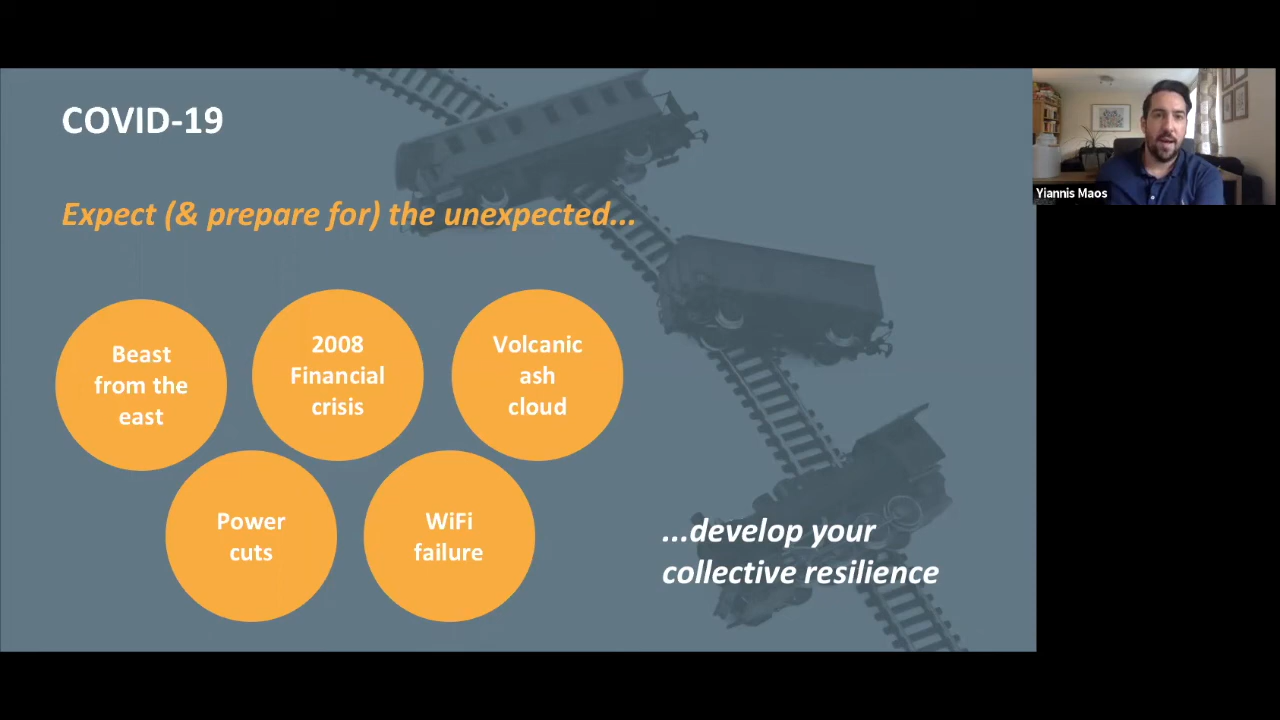 COVID-19
Yiannis Maos
Expect (& prepare for) the unexpected...
Beast
from the
east
2008
Financial
crisis
Volcanic
ash
cloud
Power
cuts
WiFi
failure
...develop your
collective resilience